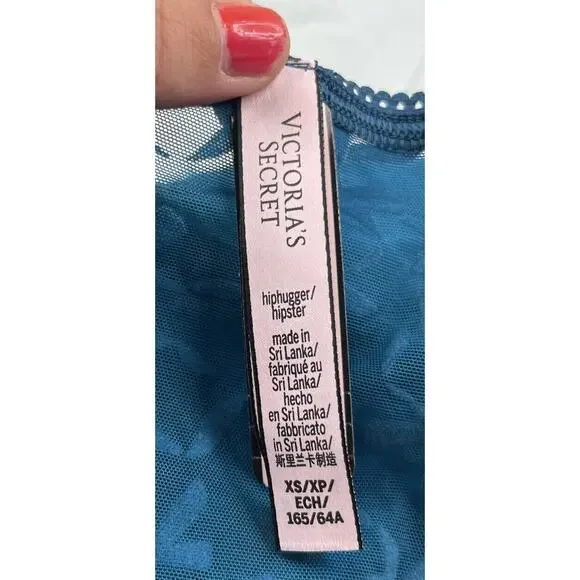 VICTORIA'S
SECRET
hiphugger/
hipster
made in
Sri Lanka/
fabriqué au
Sri Lanka/
hecho
en Sri Lanka/
fabbricato
in Sri Lanka/
斯里兰卡制造
XS/XP/
ECH/
165/64A